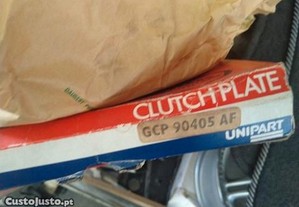 CLUTCH PLATE
GCP 90405 AF
UNIPART
CustoJusto.pt